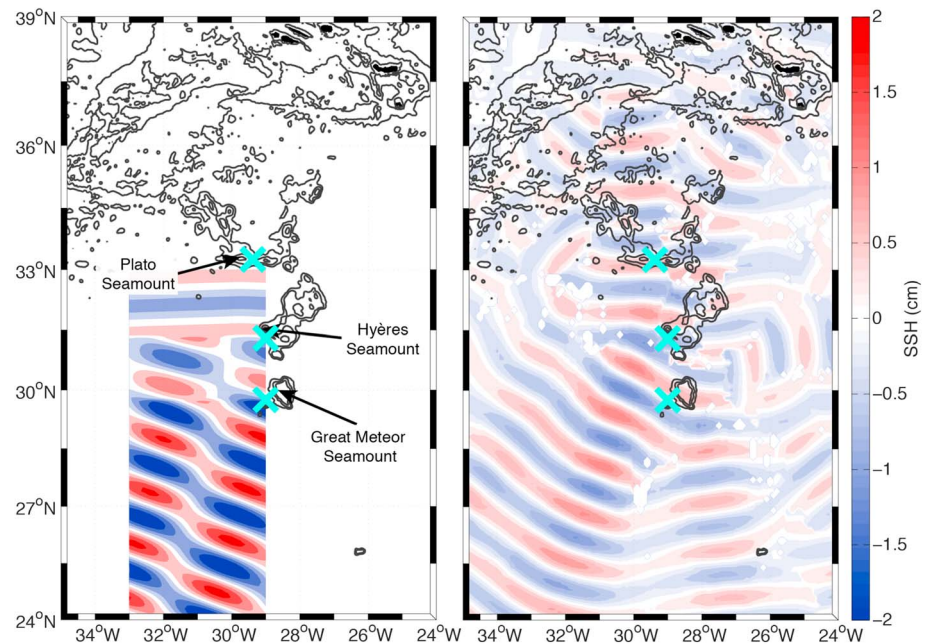 39°N
36°N
33°N
30°N
27°N
24°N
34°W 32°W 30°W 28°W 26°W 24°W
Plato
Seamount
Hyères
Seamount
Great Meteor
Seamount
34°W 32°W 30°W 28°W 26°W 24°W
2
1.5
1
0.5
0
−0.5
−1
−1.5
−2
SSH (cm)